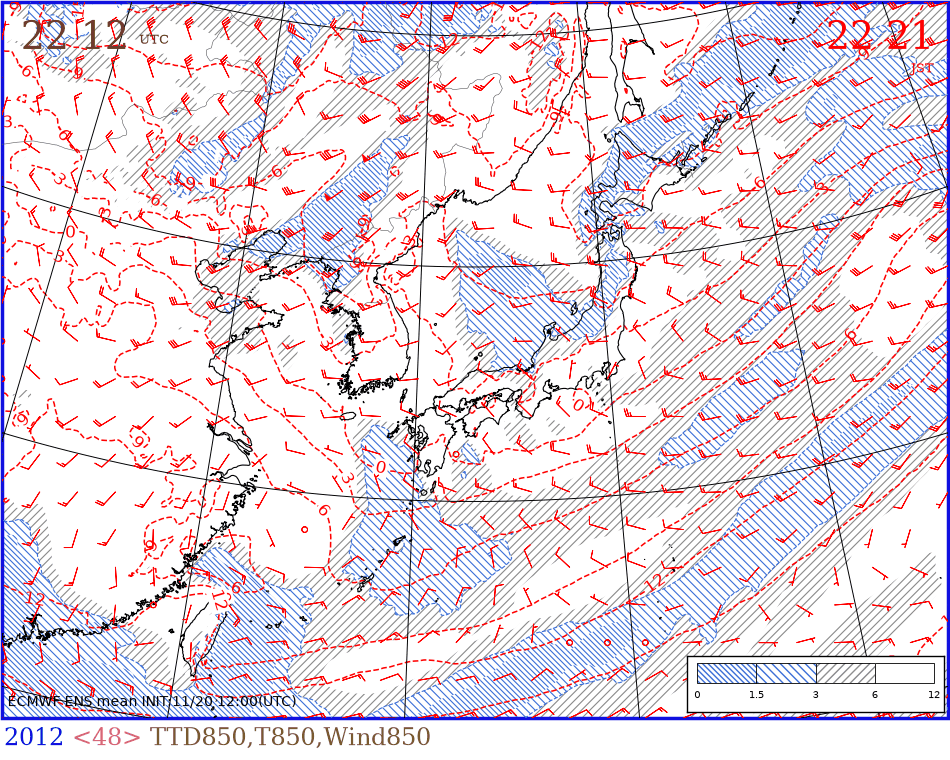 22 12 UTC
22 21
JST
ECMWF ENS mean INIT:11/20 12:00(UTC)
0 1.5 3 6 12
2012 <48> TTD850,T850,Wind850